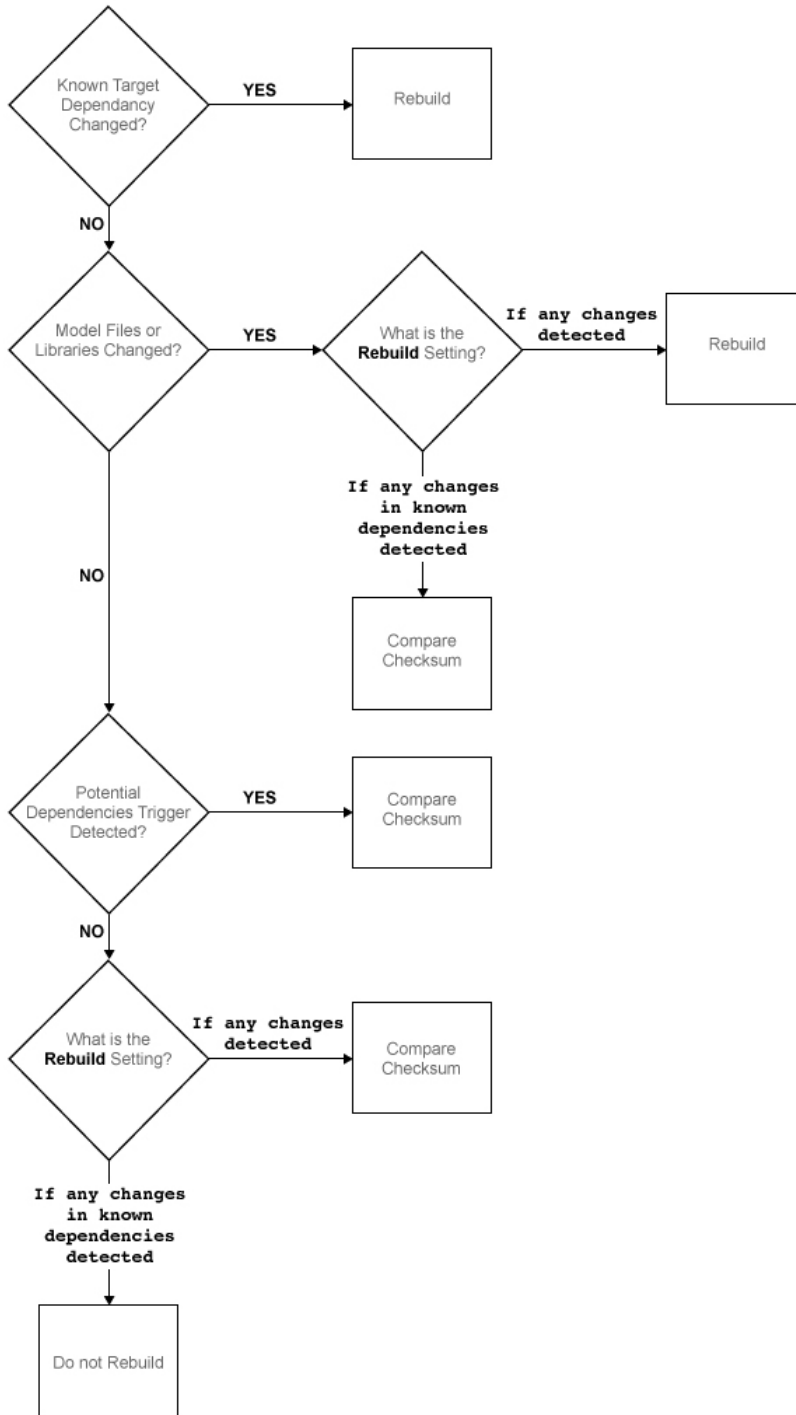 Known Target
Dependancy
Changed?
YES
Rebuild
NO
Model Files or
Libraries Changed?
YES
What is the
Rebuild Setting?
If any changes
detected
Rebuild
If any changes
in known
dependencies
detected
Compare
Checksum
NO
Potential
Dependencies Trigger
Detected?
YES
Compare
Checksum
NO
What is the
Rebuild Setting?
If any changes
detected
Compare
Checksum
If any changes
in known
dependencies
detected
Do not Rebuild